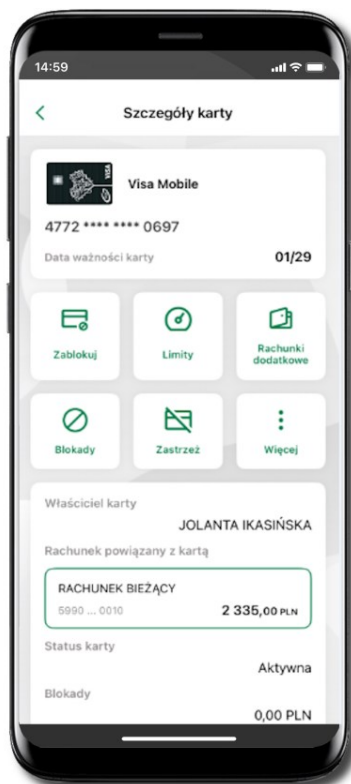 14:59
Szczegóły karty
VISA
Visa Mobile
4772 **** **** 0697
Data ważności karty 01/29
Zablokuj
Limity
Rachunki
dodatkowe
Blokady
Zastrzeż
Więcej
Właściciel karty
JOLANTA IKASIŃSKA
Rachunek powiązany z kartą
RACHUNEK BIEŻĄCY
5990 ... 0010 2 335,00 PLN
Status karty
Aktywna
Blokady
0,00 PLN